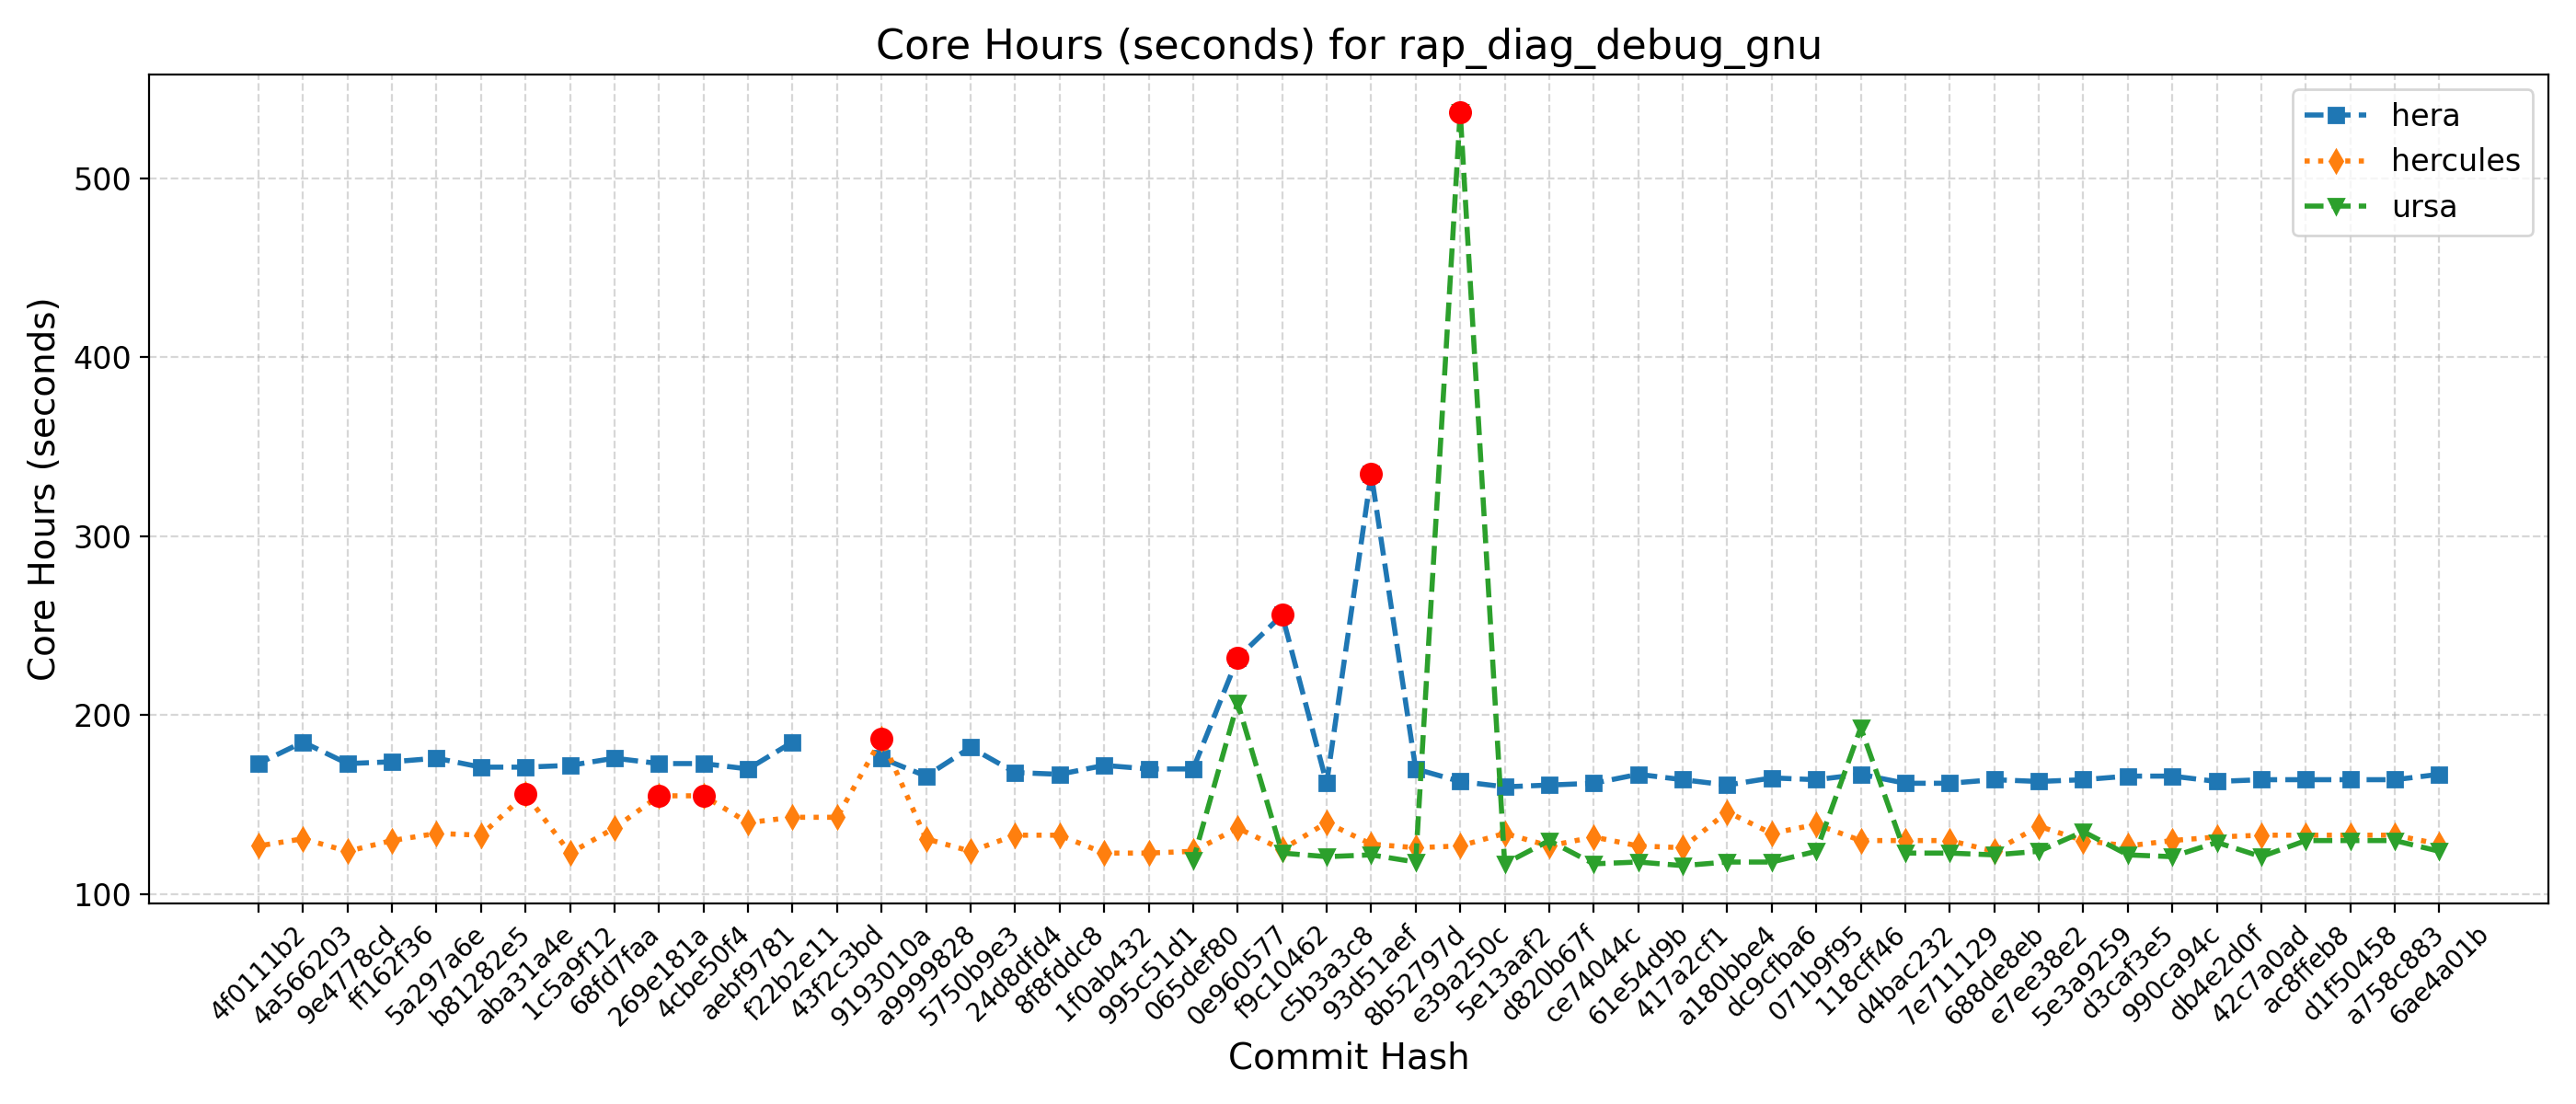 Core Hours (seconds) for rap_diag_debug_gnu
hera
hercules
ursa
Core Hours (seconds)
500
400
300
200
100
4f0111b2
4a566203
9e4778cd
ff162f36
5a297a6e
b81282e5
aba31a4e
1c5a9f12
68fd7faa
269e181a
4cbe50f4
aebf9781
f22b2e11
43f2c3bd
9193010a
a9999828
5750b9e3
24d8dfd4
8f8fddc8
1f0ab432
995c51d1
065def80
0e960577
f9c10462
c5b3a3c8
93d51aef
8b52797d
e39a250c
5e13aaf2
d820b67f
ce74044c
61e54d9b
417a2cf1
a180bbe4
dc9cfba6
071b9f95
118cff46
d4bac232
7e711129
688de8eb
e7ee38e2
5e3a9259
d3caf3e5
990ca94c
db4e2d0f
42c7a0ad
ac8ffeb8
d1f50458
a758c883
6ae4a01b
Commit Hash